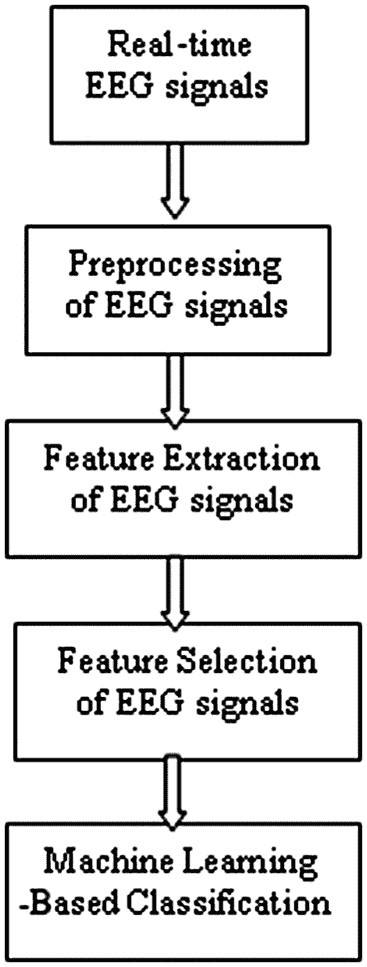 Real-time
EEG signals
Preprocessing
of EEG signals
Feature Extraction
of EEG signals
Feature Selection
of EEG signals
Machine Learning
-Based Classification